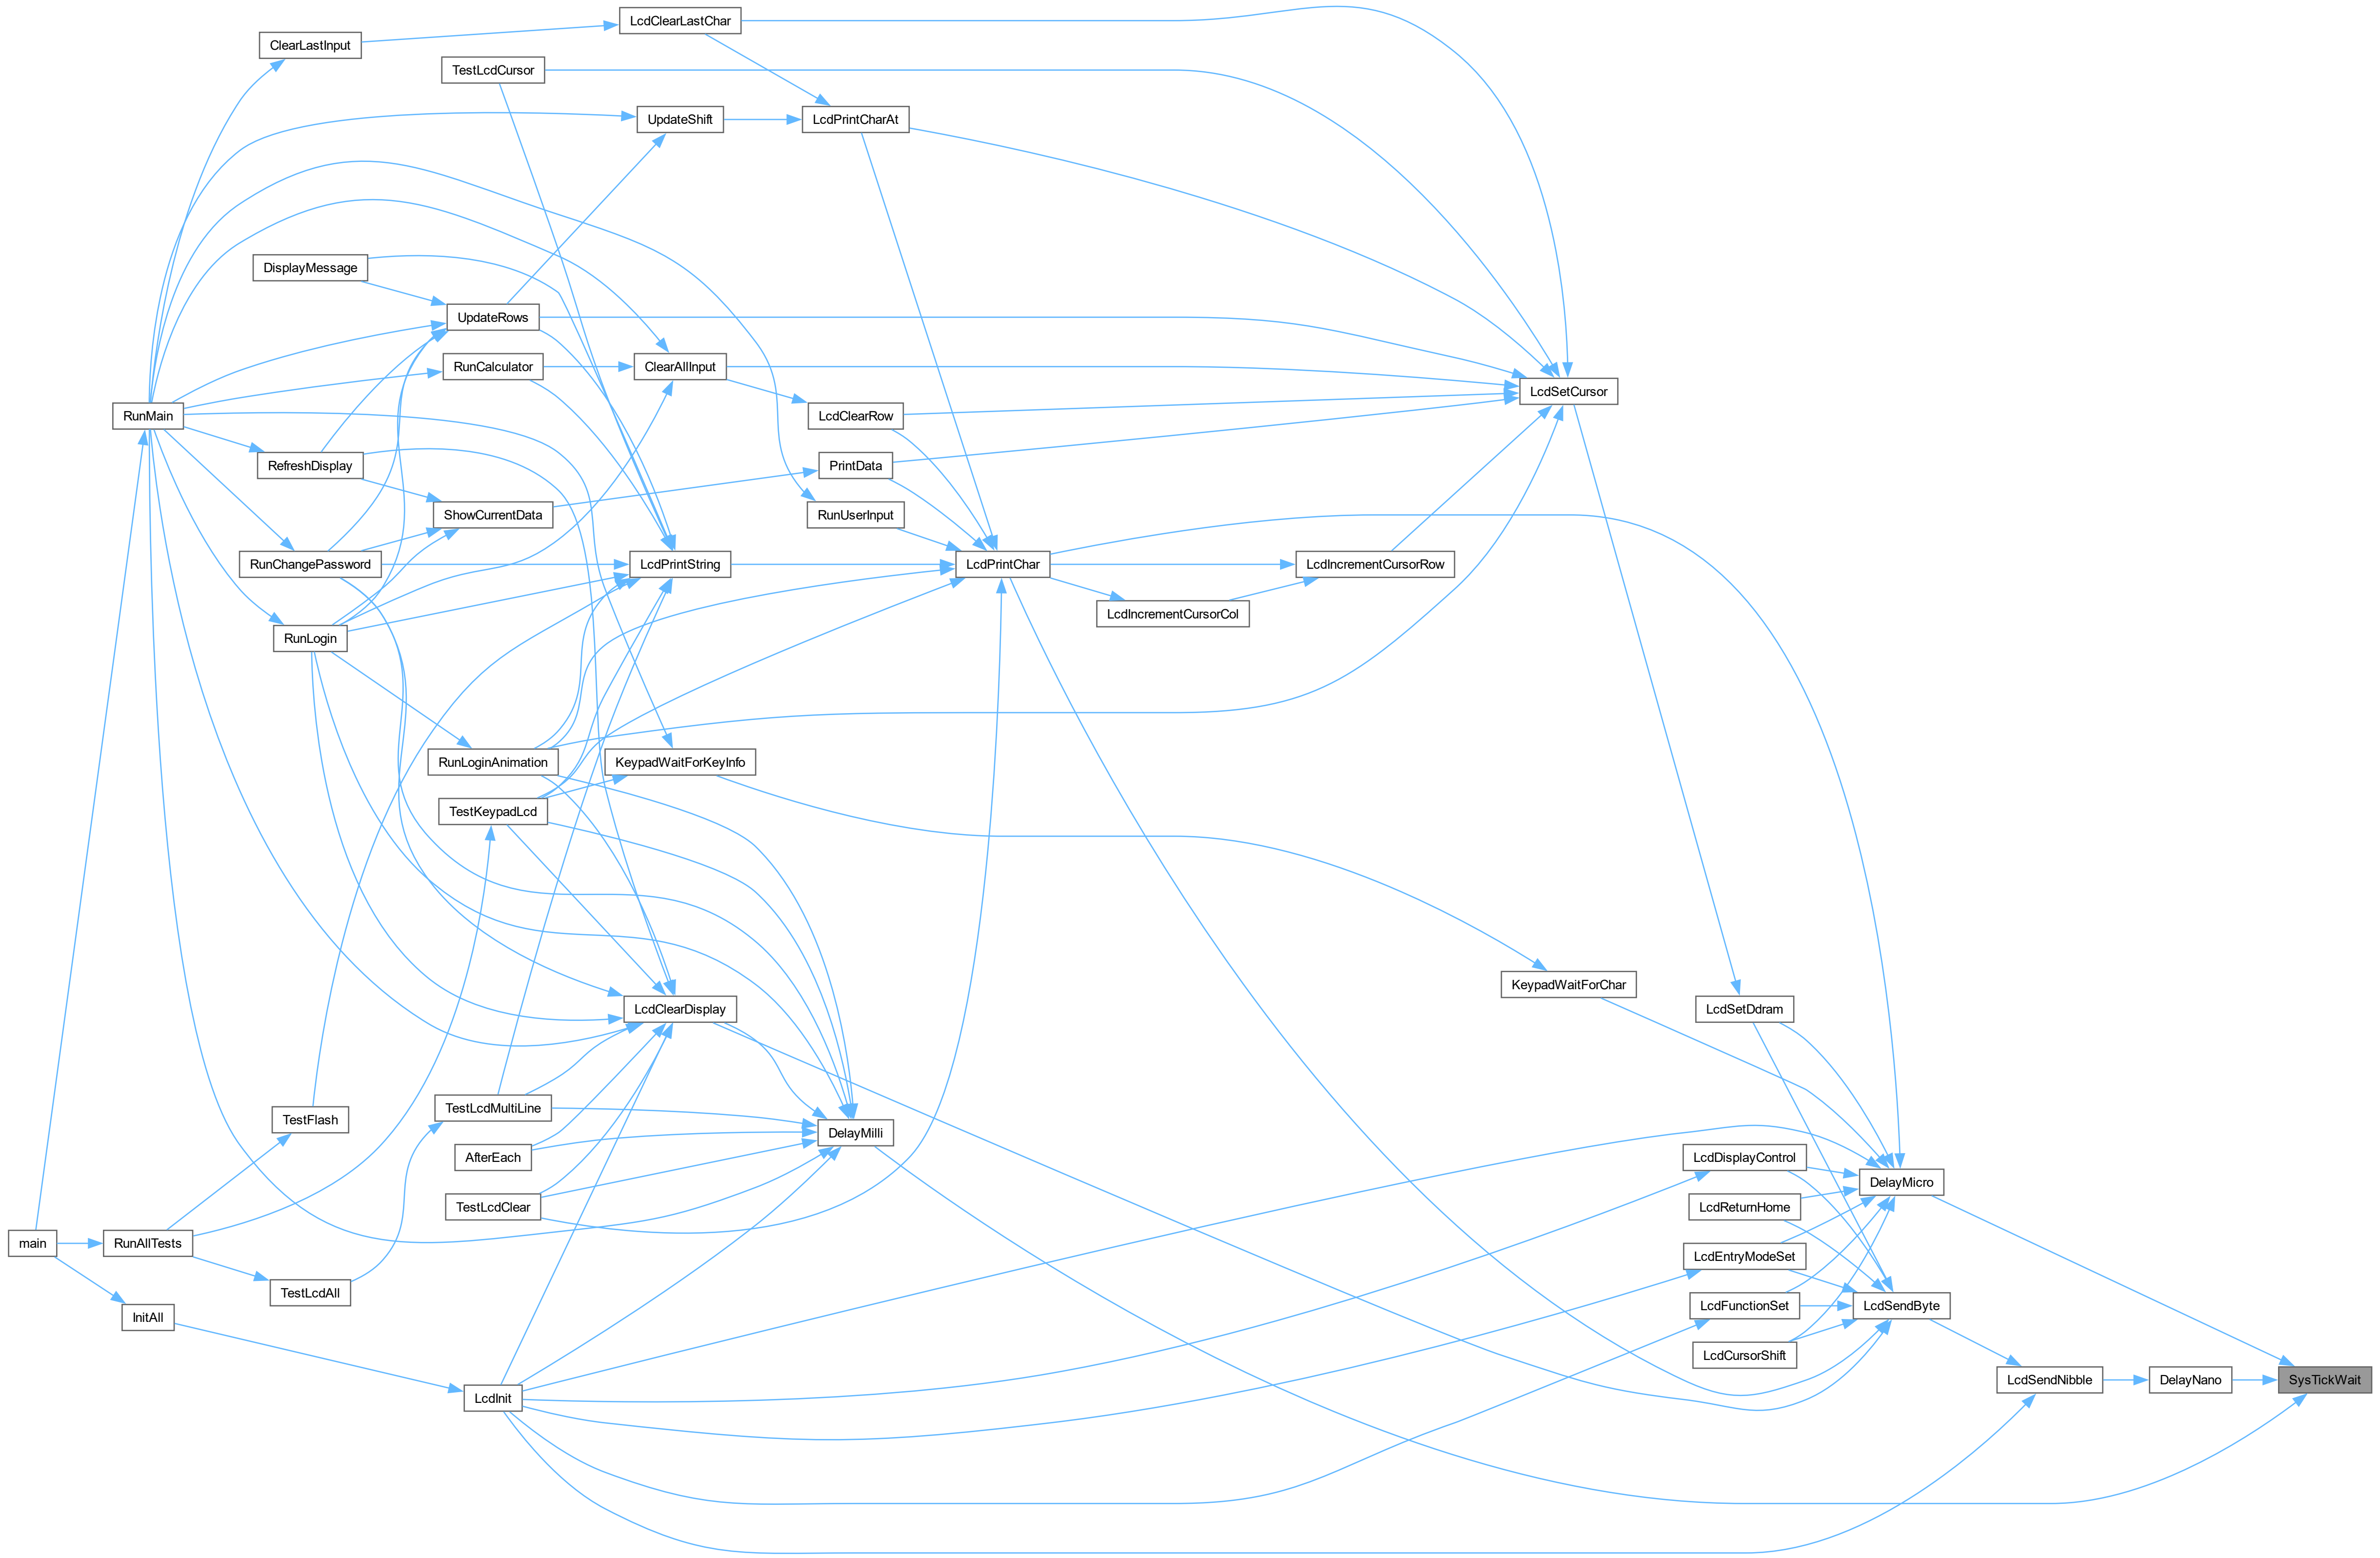 LcdClearLastChar
ClearLastInput
TestLcdCursor
UpdateShift
LcdPrintCharAt
DisplayMessage
UpdateRows
RunCalculator
ClearAllInput
LcdSetCursor
RunMain
LcdClearRow
RefreshDisplay
PrintData
ShowCurrentData
RunUserInput
RunChangePassword
LcdPrintString
LcdPrintChar
LcdIncrementCursorRow
LcdIncrementCursorCol
RunLogin
RunLoginAnimation
KeypadWaitForKeyInfo
TestKeypadLcd
KeypadWaitForChar
LcdClearDisplay
LcdSetDdram
TestLcdMultiLine
TestFlash
DelayMilli
AfterEach
LcdDisplayControl
DelayMicro
TestLcdClear
LcdReturnHome
main
RunAllTests
LcdEntryModeSet
TestLcdAll
LcdFunctionSet
LcdSendByte
InitAll
LcdCursorShift
LcdInit
LcdSendNibble
DelayNano
SysTickWait